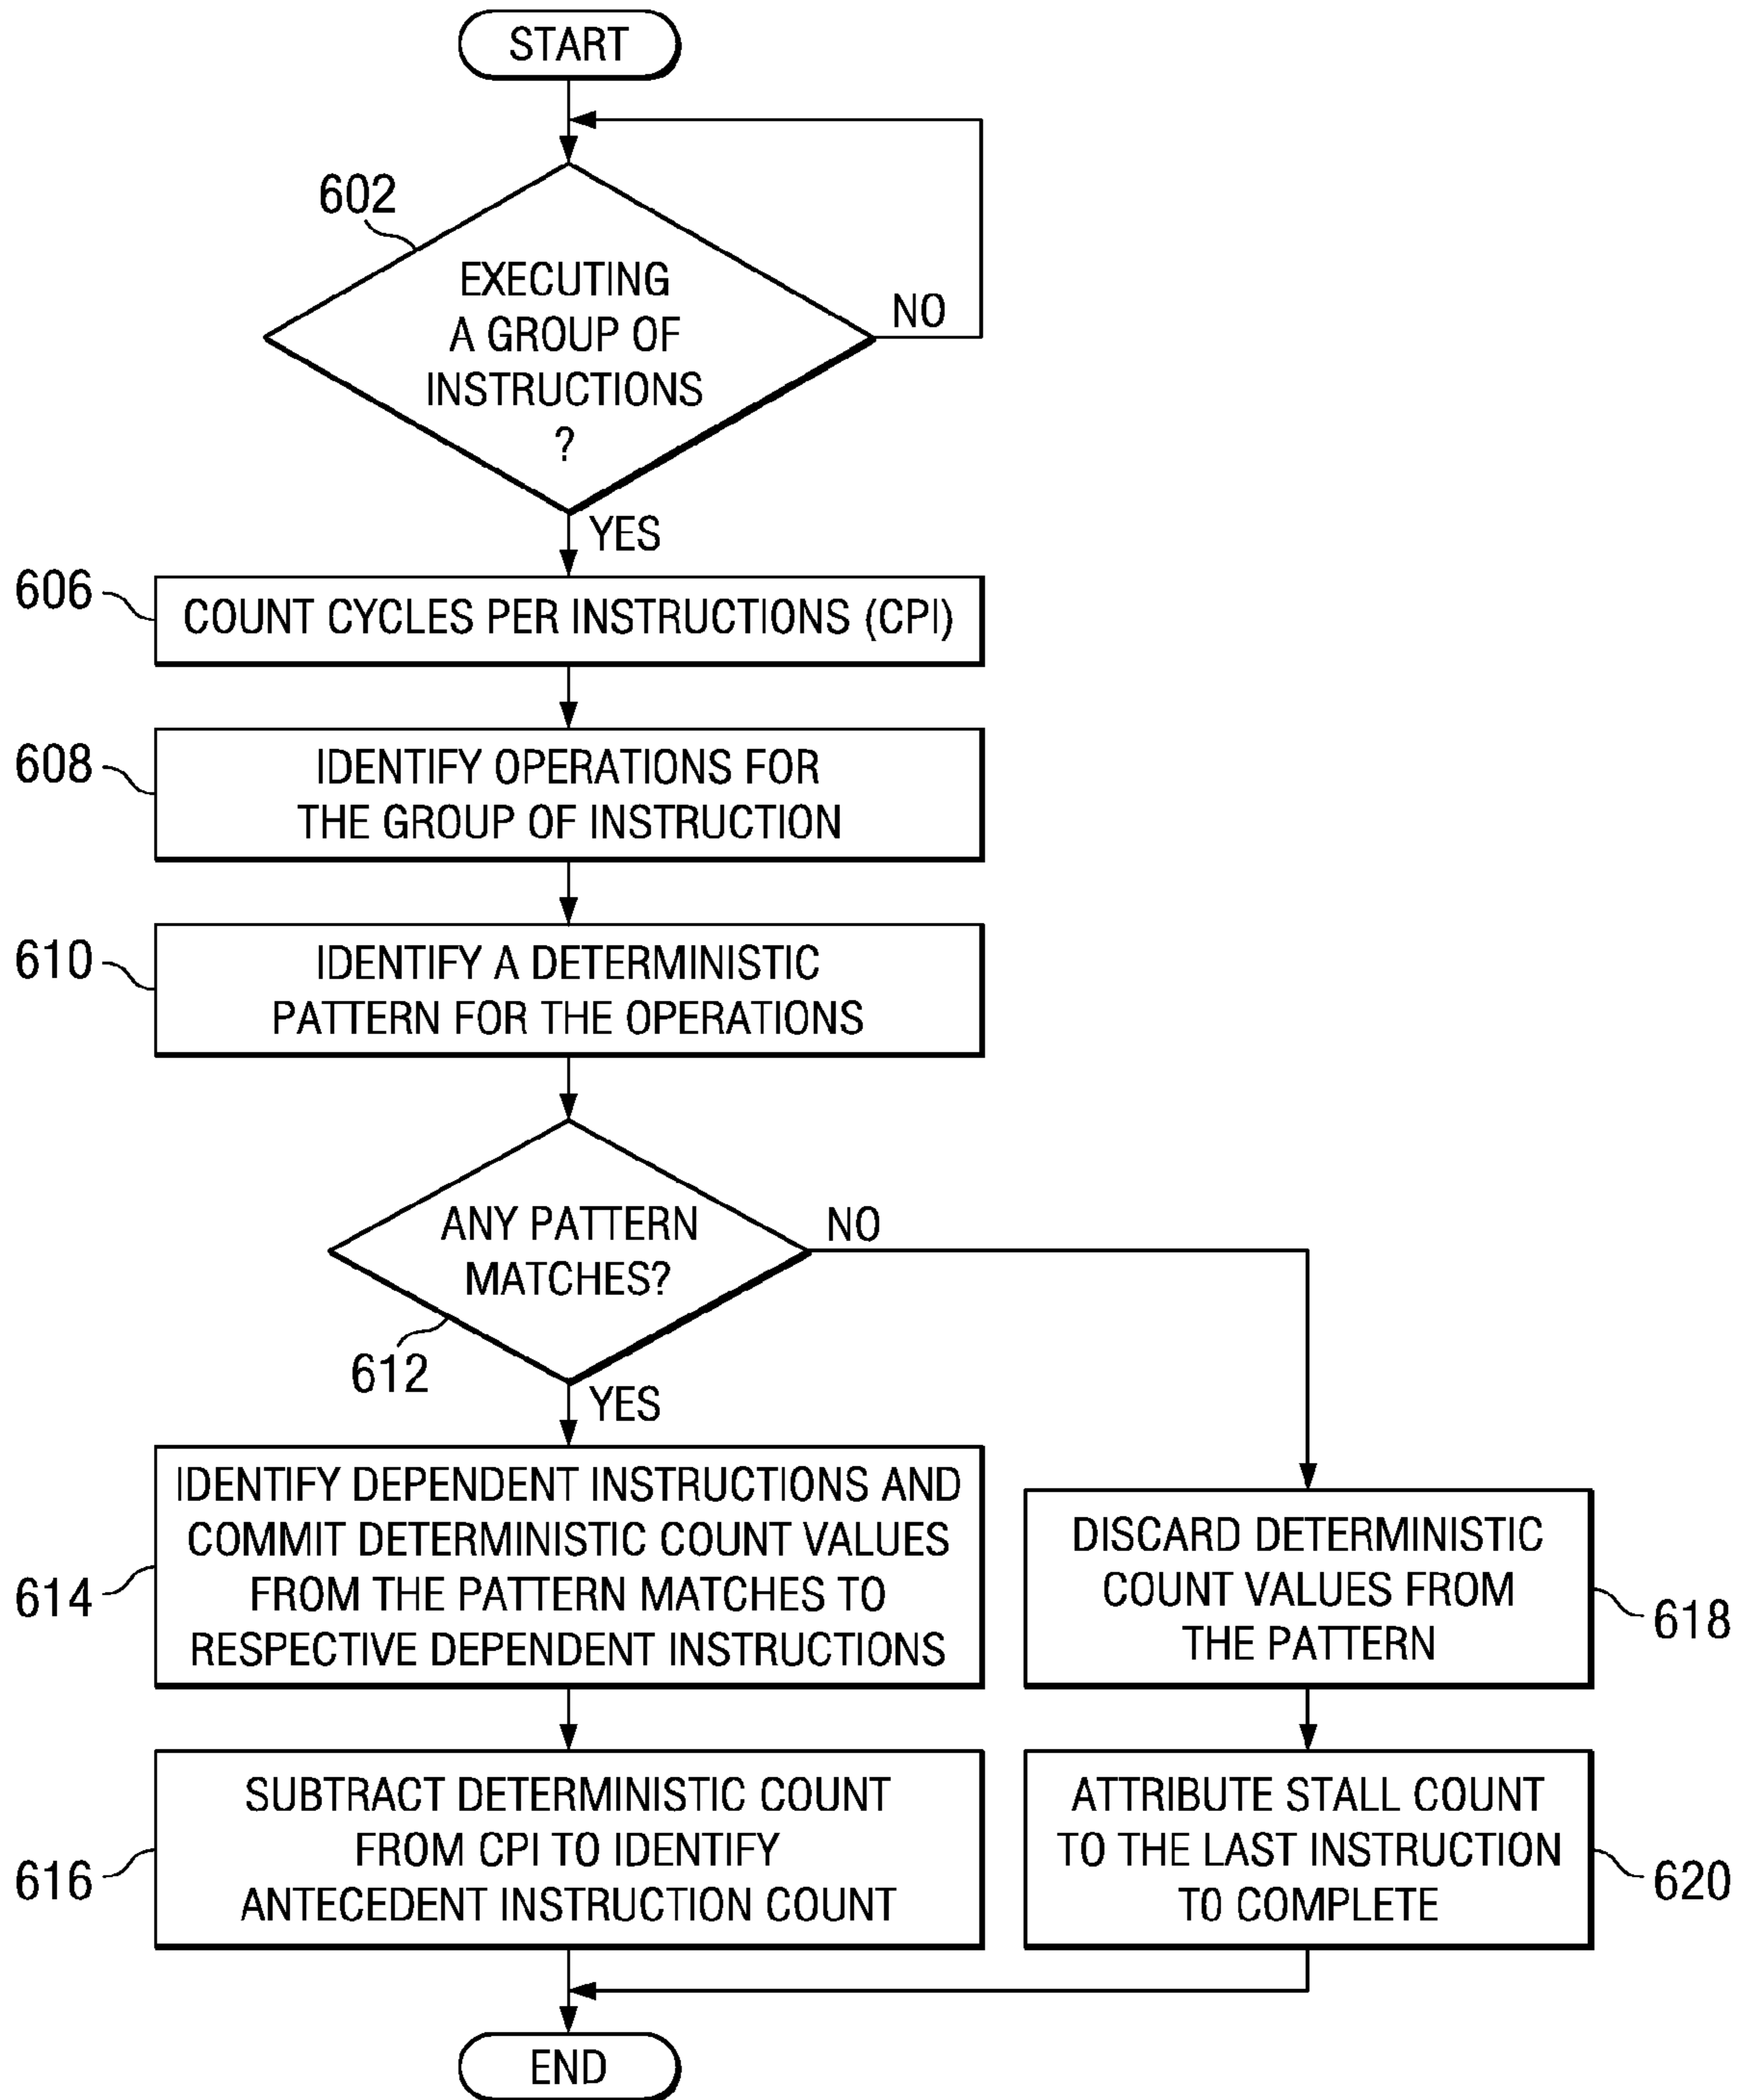 START
602
EXECUTING
A GROUP OF
INSTRUCTIONS
?
NO
YES
606
COUNT CYCLES PER INSTRUCTIONS (CPI)
608
IDENTIFY OPERATIONS FOR
THE GROUP OF INSTRUCTION
610
IDENTIFY A DETERMINISTIC
PATTERN FOR THE OPERATIONS
ANY PATTERN
MATCHES?
NO
612
YES
614
IDENTIFY DEPENDENT INSTRUCTIONS AND
COMMIT DETERMINISTIC COUNT VALUES
FROM THE PATTERN MATCHES TO
RESPECTIVE DEPENDENT INSTRUCTIONS
DISCARD DETERMINISTIC
COUNT VALUES FROM
THE PATTERN
618
616
SUBTRACT DETERMINISTIC COUNT
FROM CPI TO IDENTIFY
ANTECEDENT INSTRUCTION COUNT
ATTRIBUTE STALL COUNT
TO THE LAST INSTRUCTION
TO COMPLETE
620
END